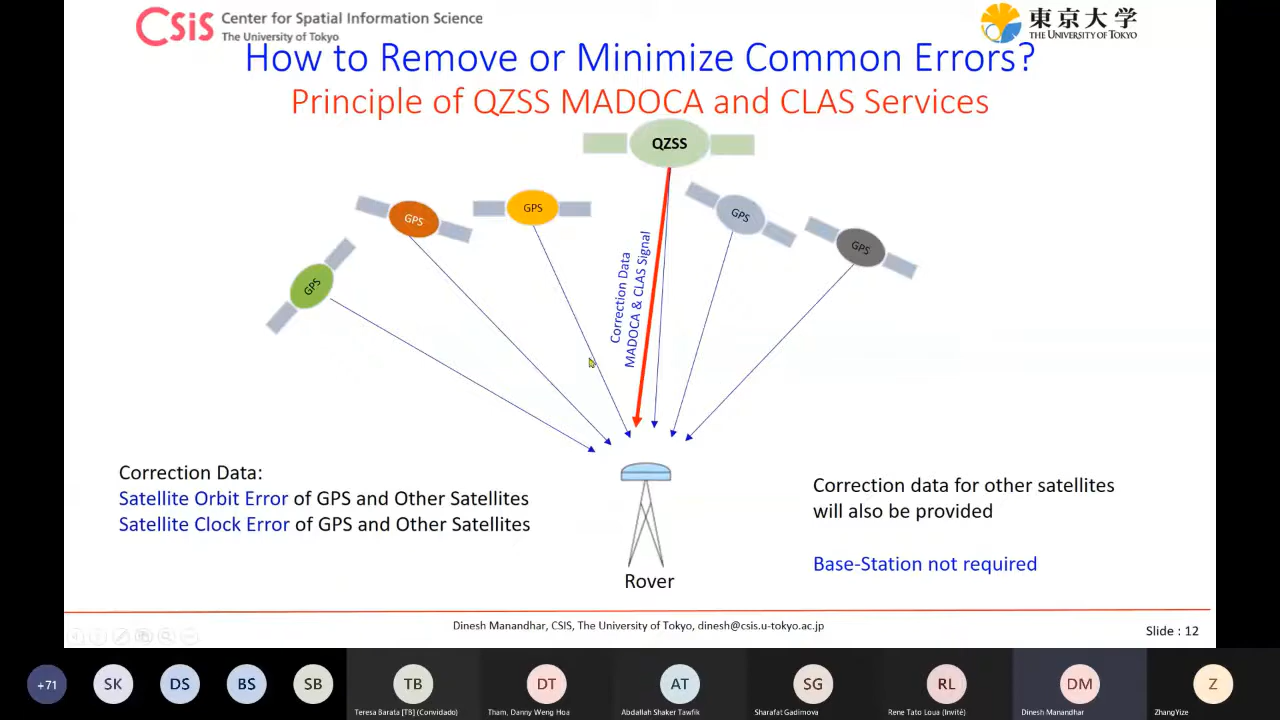 CSiS Center for Spatial Information Science
The University of Tokyo
東京大学
THE UNIVERSITY OF TOKYO
How to Remove or Minimize Common Errors?
Principle of QZSS MADOCA and CLAS Services
QZSS
GPS
GPS
GPS
GPS
GPS
Correction Data
MADOCA & CLAS Signal
Correction Data:
Satellite Orbit Error of GPS and Other Satellites
Satellite Clock Error of GPS and Other Satellites
Correction data for other satellites
will also be provided
Base-Station not required
Rover
Dinesh Manandhar, CSIS, The University of Tokyo, dinesh@csis.u-tokyo.ac.jp
Slide : 12
+71
SK
DS
BS
SB
TB
DT
AT
SG
RL
DM
Z
Teresa Barata [TB] (Convidado)
Tham, Danny Weng Hoa
Abdallah Shaker Tawfik
Sharafat Gadimova
Rene Tato Loua (Invité)
Dinesh Manandhar
ZhangYize